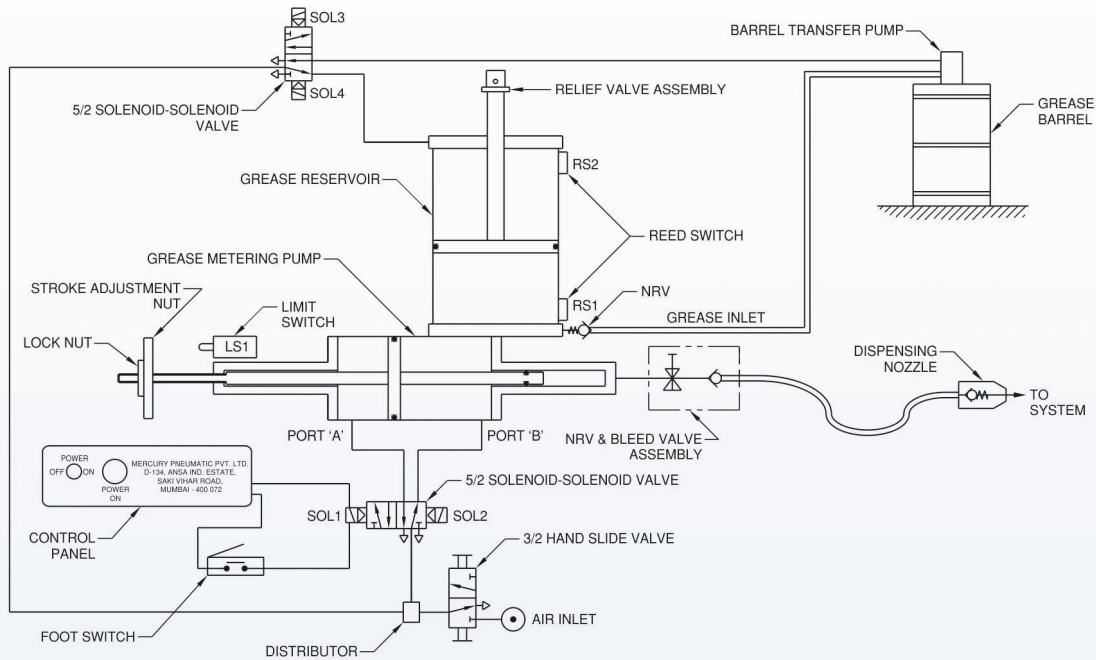 SOL3
SOL4
5/2 SOLENOID-SOLENOID
VALVE
BARREL TRANSFER PUMP
RELIEF VALVE ASSEMBLY
GREASE
BARREL
RS2
GREASE RESERVOIR
REED SWITCH
GREASE METERING PUMP
STROKE ADJUSTMENT
NUT
LIMIT
SWITCH
RS1
NRV
GREASE INLET
LOCK NUT
LS1
DISPENSING
NOZZLE
TO
SYSTEM
PORT 'A'
PORT 'B'
NRV & BLEED VALVE
ASSEMBLY
POWER
OFF
ON
POWER
ON
MERCURY PNEUMATIC PVT. LTD.
D-134, ANSA IND. ESTATE,
SAKI VIHAR ROAD,
MUMBAI - 400 072
5/2 SOLENOID-SOLENOID VALVE
SOL1
SOL2
CONTROL
PANEL
3/2 HAND SLIDE VALVE
FOOT SWITCH
AIR INLET
DISTRIBUTOR